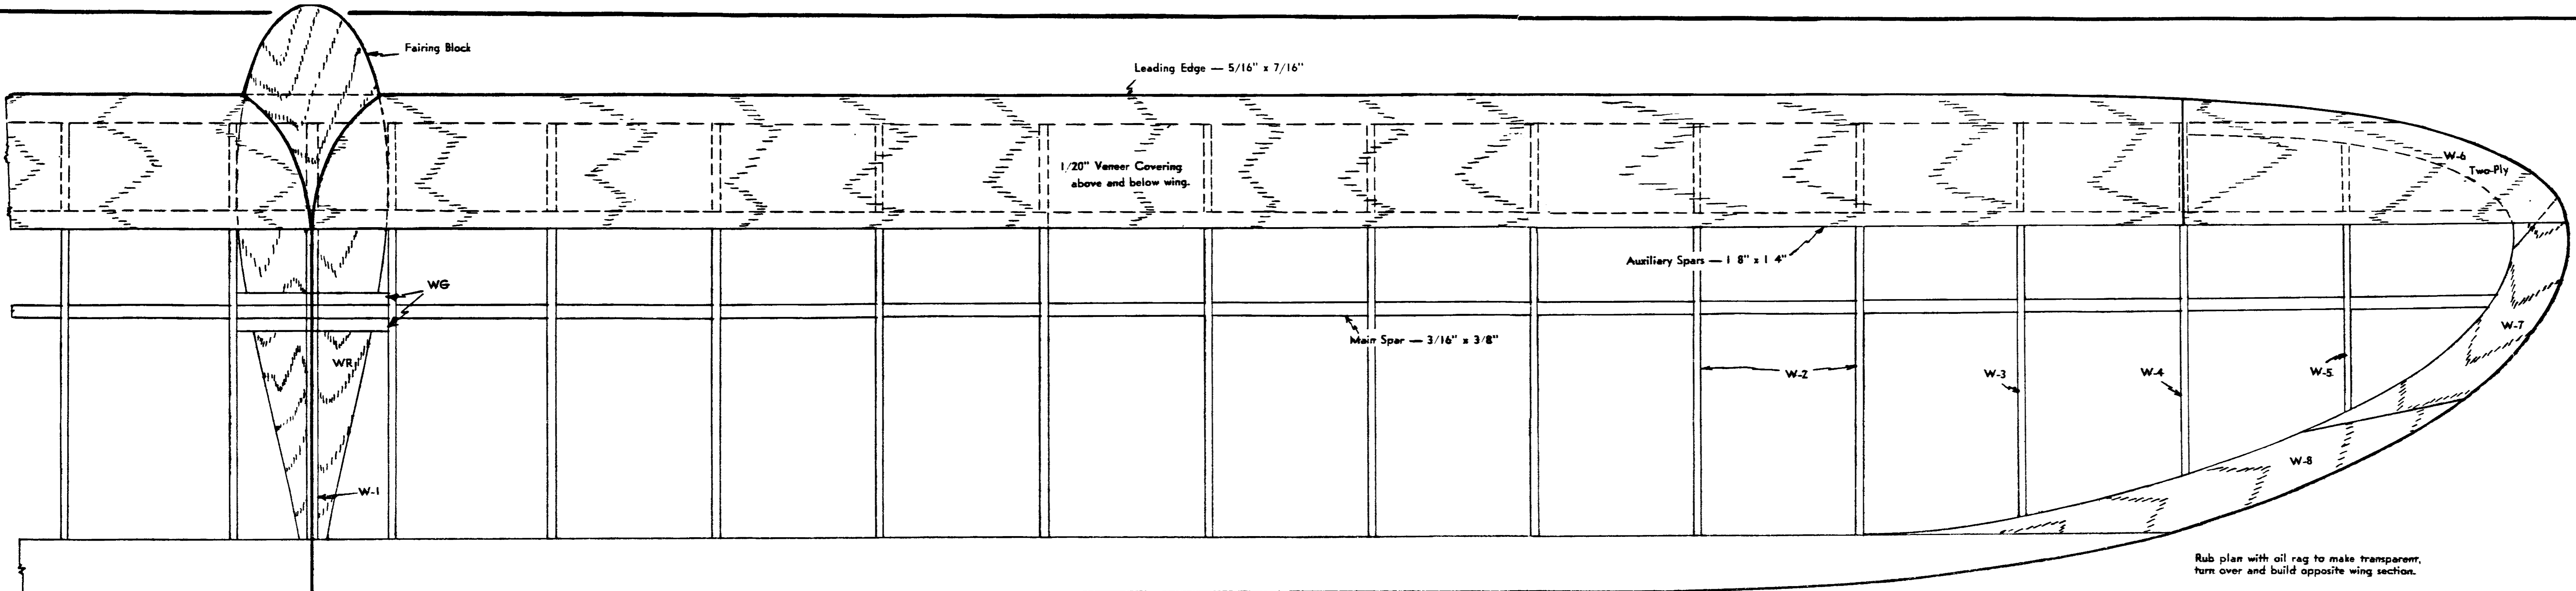 Fairing Block
Leading Edge — 5/16" x 7/16"
1/20" Veneer Covering
above and below wing.
W-6
Two-Ply
Auxiliary Spars — 1 8" x 1 4"
WG
Main Spar — 3/16" x 3/8"
W-7
WR
W-2
W-3
W-4
W-5
W-8
W-1
Rub plan with oil rag to make transparent,
turn over and build opposite wing section.